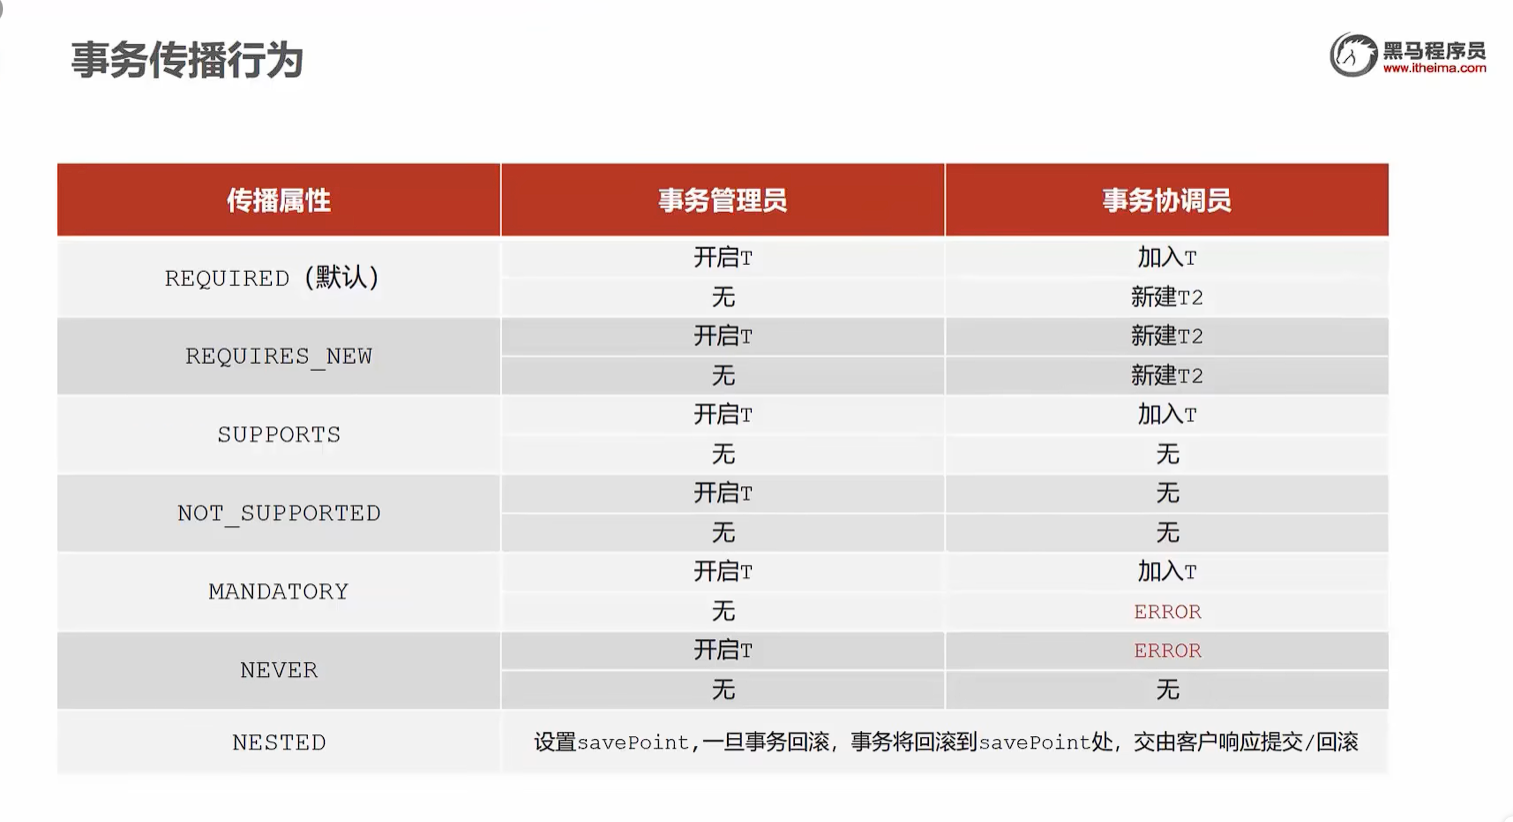 事务传播行为
黑马程序员
www.itheima.com
传播属性 事务管理员 事务协调员
REQUIRED（默认） 开启T 加入T
无 新建T2
REQUIRES_NEW 开启T 新建T2
无 新建T2
SUPPORTS 开启T 加入T
无 无
NOT_SUPPORTED 开启T 无
无 无
MANDATORY 开启T 加入T
无 ERROR
NEVER 开启T ERROR
无 无
NESTED 设置savePoint,一旦事务回滚，事务将回滚到savePoint处，交由客户响应提交/回滚